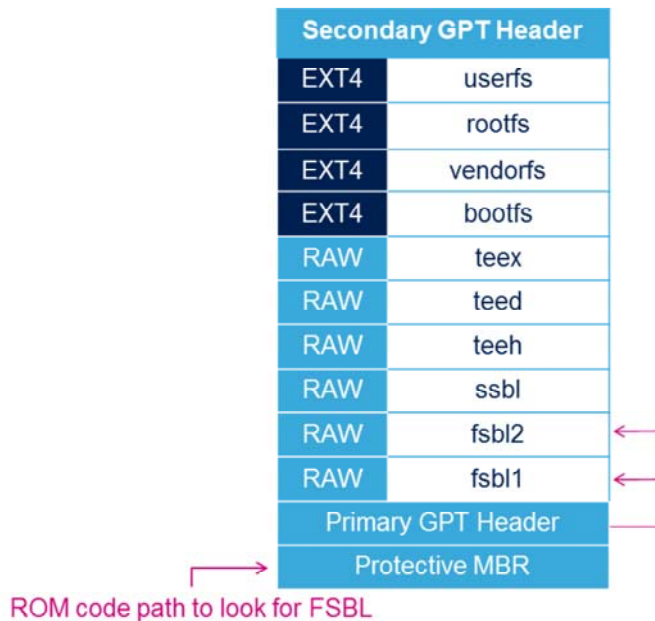 Secondary GPT Header
EXT4 userfs
EXT4 rootfs
EXT4 vendorfs
EXT4 bootfs
RAW teex
RAW teed
RAW teeh
RAW ssbl
RAW fsbl2
RAW fsbl1
Primary GPT Header
Protective MBR
ROM code path to look for FSBL